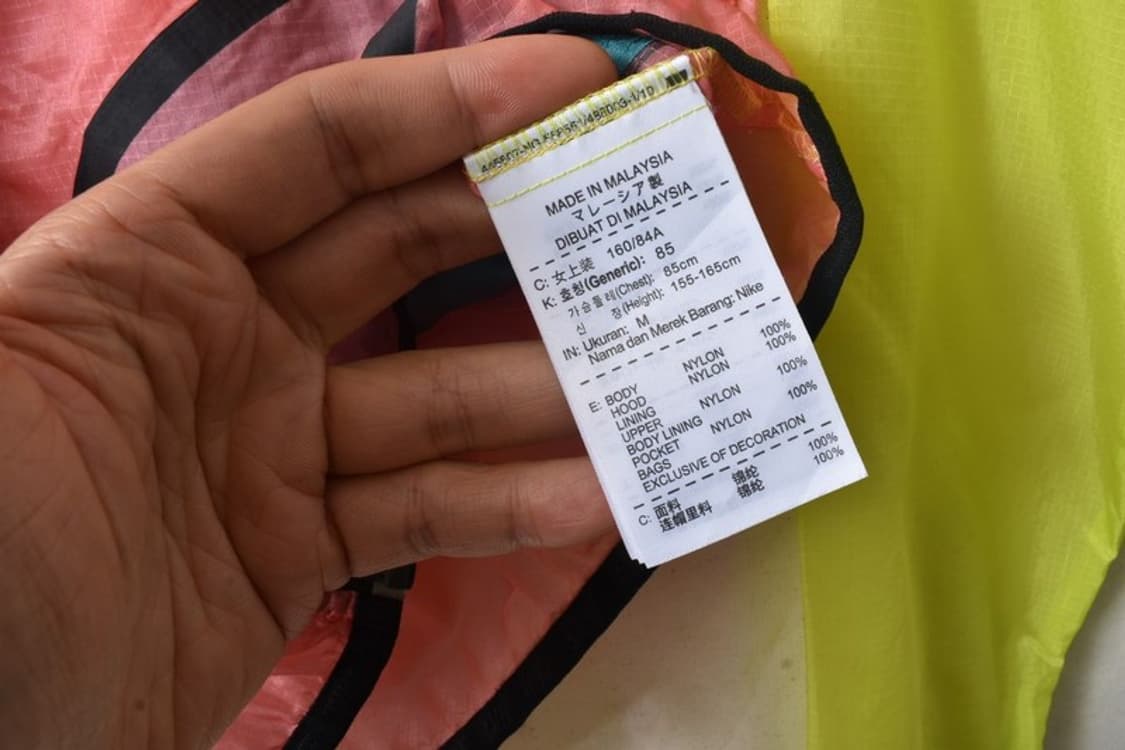 MADE IN MALAYSIA
マレーシア製
DIBUAT DI MALAYSIA
C: 女上装 160/84A
K: 호칭(Generic): 85
가슴둘레(Chest): 85cm
신 장(Height): 155-165cm
IN: Ukuran: M
Nama dan Merek Barang: Nike
E: BODY NYLON 100%
HOOD NYLON 100%
LINING
UPPER NYLON 100%
BODY LINING
POCKET NYLON 100%
BAGS
EXCLUSIVE OF DECORATION
C: 面料 锦纶 100%
连帽里料 锦纶 100%